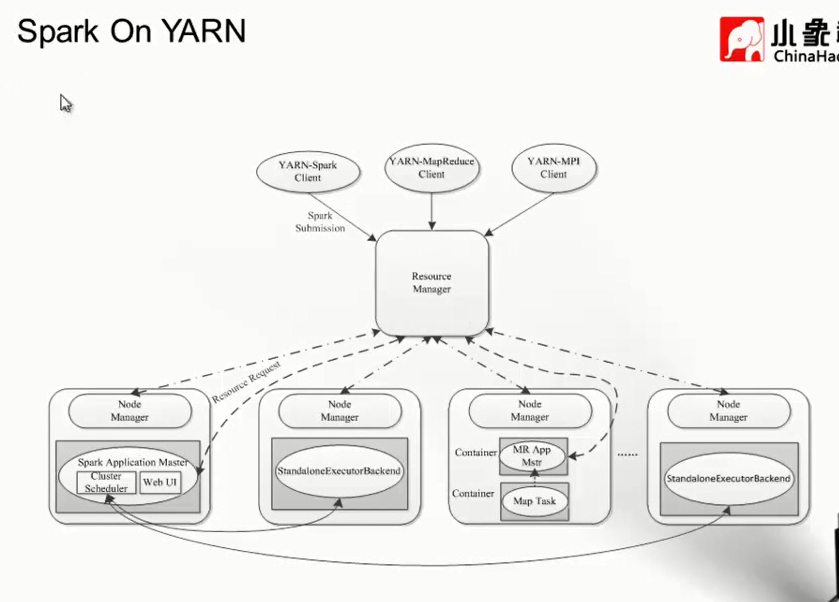 Spark On YARN
小象
ChinaHa
YARN-Spark
Client
YARN-MapReduce
Client
YARN-MPI
Client
Spark
Submission
Resource
Manager
Resource Request
Node
Manager
Node
Manager
Node
Manager
Node
Manager
Spark Application Master
Cluster
Scheduler
Web UI
StandaloneExecutorBackend
Container
MR App
Mstr
Container
Map Task
......
StandaloneExecutorBackend